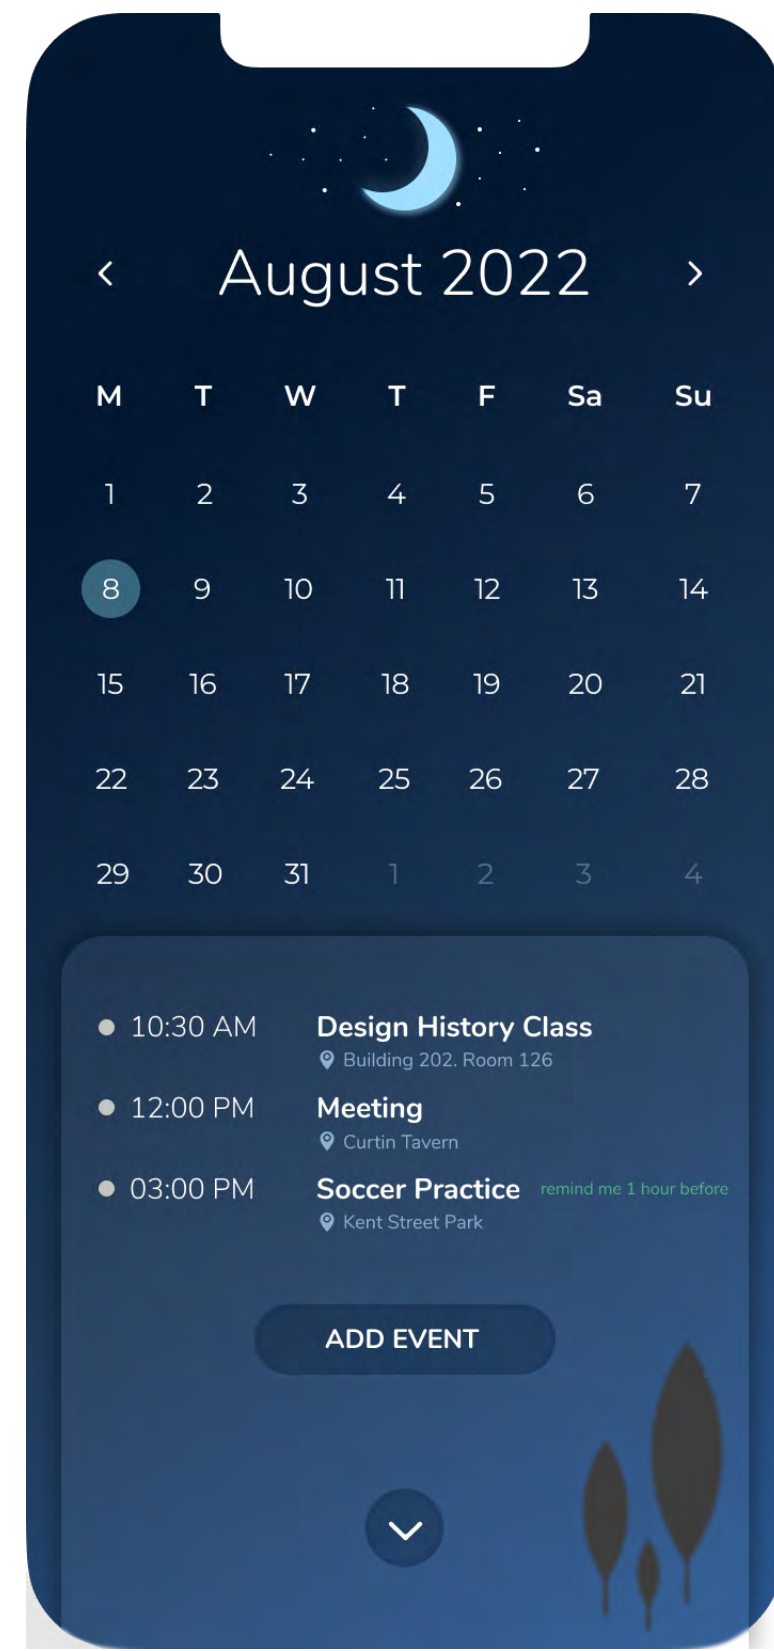 August 2022
M T W T F Sa Su
1 2 3 4 5 6 7
8 9 10 11 12 13 14
15 16 17 18 19 20 21
22 23 24 25 26 27 28
29 30 31 1 2 3 4
10:30 AM Design History Class
Building 202. Room 126
12:00 PM Meeting
Curtin Tavern
03:00 PM Soccer Practice remind me 1 hour before
Kent Street Park
ADD EVENT